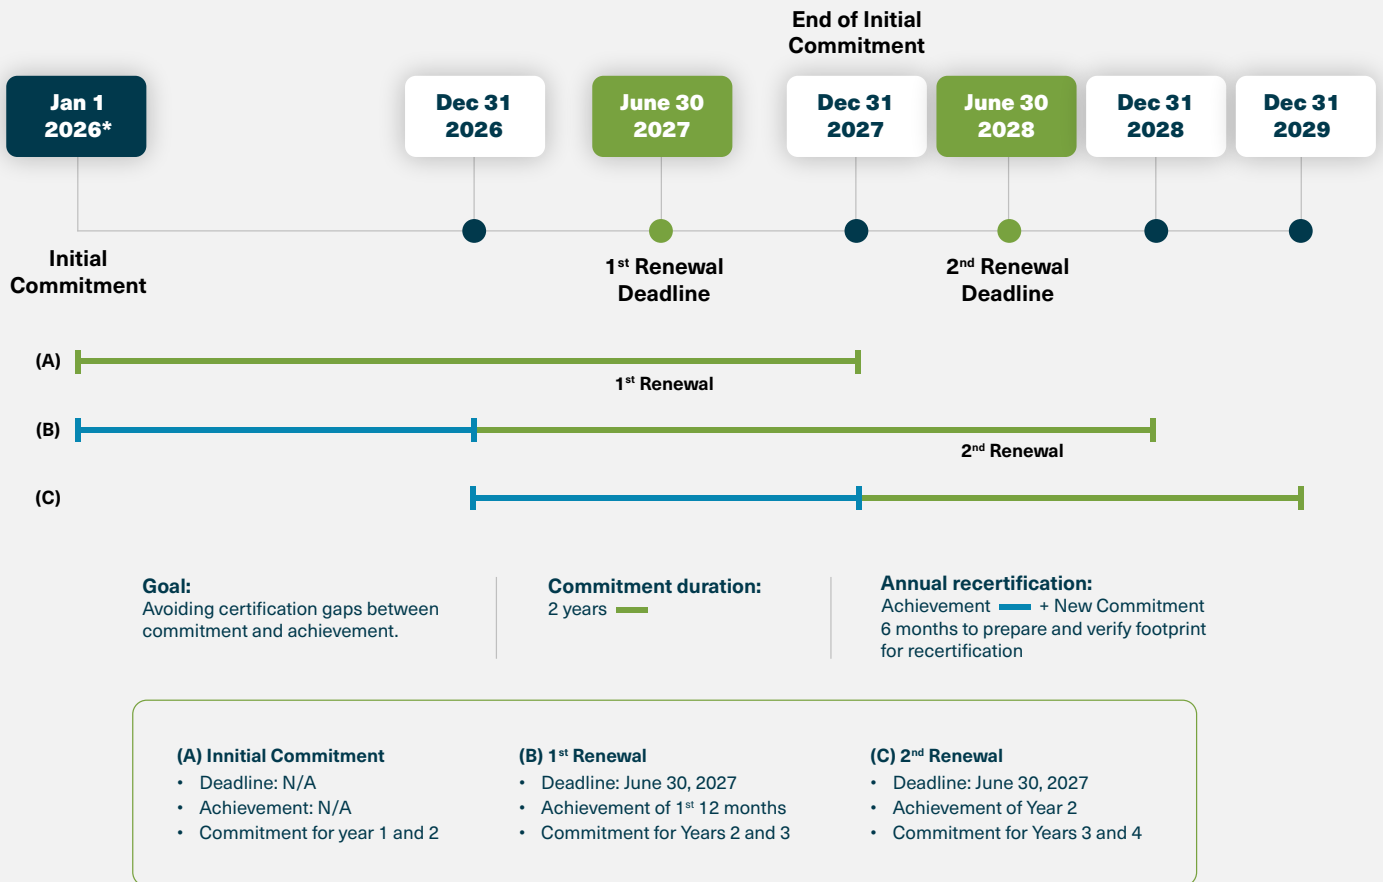 End of Initial
Commitment
Jan 1
2026*
Dec 31
2026
June 30
2027
Dec 31
2027
June 30
2028
Dec 31
2028
Dec 31
2029
Initial
Commitment
1st Renewal
Deadline
2nd Renewal
Deadline
(A)
1st Renewal
(B)
2nd Renewal
(C)
Goal:
Avoiding certification gaps between
commitment and achievement.
Commitment duration:
2 years
Annual recertification:
Achievement + New Commitment
6 months to prepare and verify footprint
for recertification
(A) Innitial Commitment
• Deadline: N/A
• Achievement: N/A
• Commitment for year 1 and 2
(B) 1st Renewal
• Deadline: June 30, 2027
• Achievement of 1st 12 months
• Commitment for Years 2 and 3
(C) 2nd Renewal
• Deadline: June 30, 2027
• Achievement of Year 2
• Commitment for Years 3 and 4